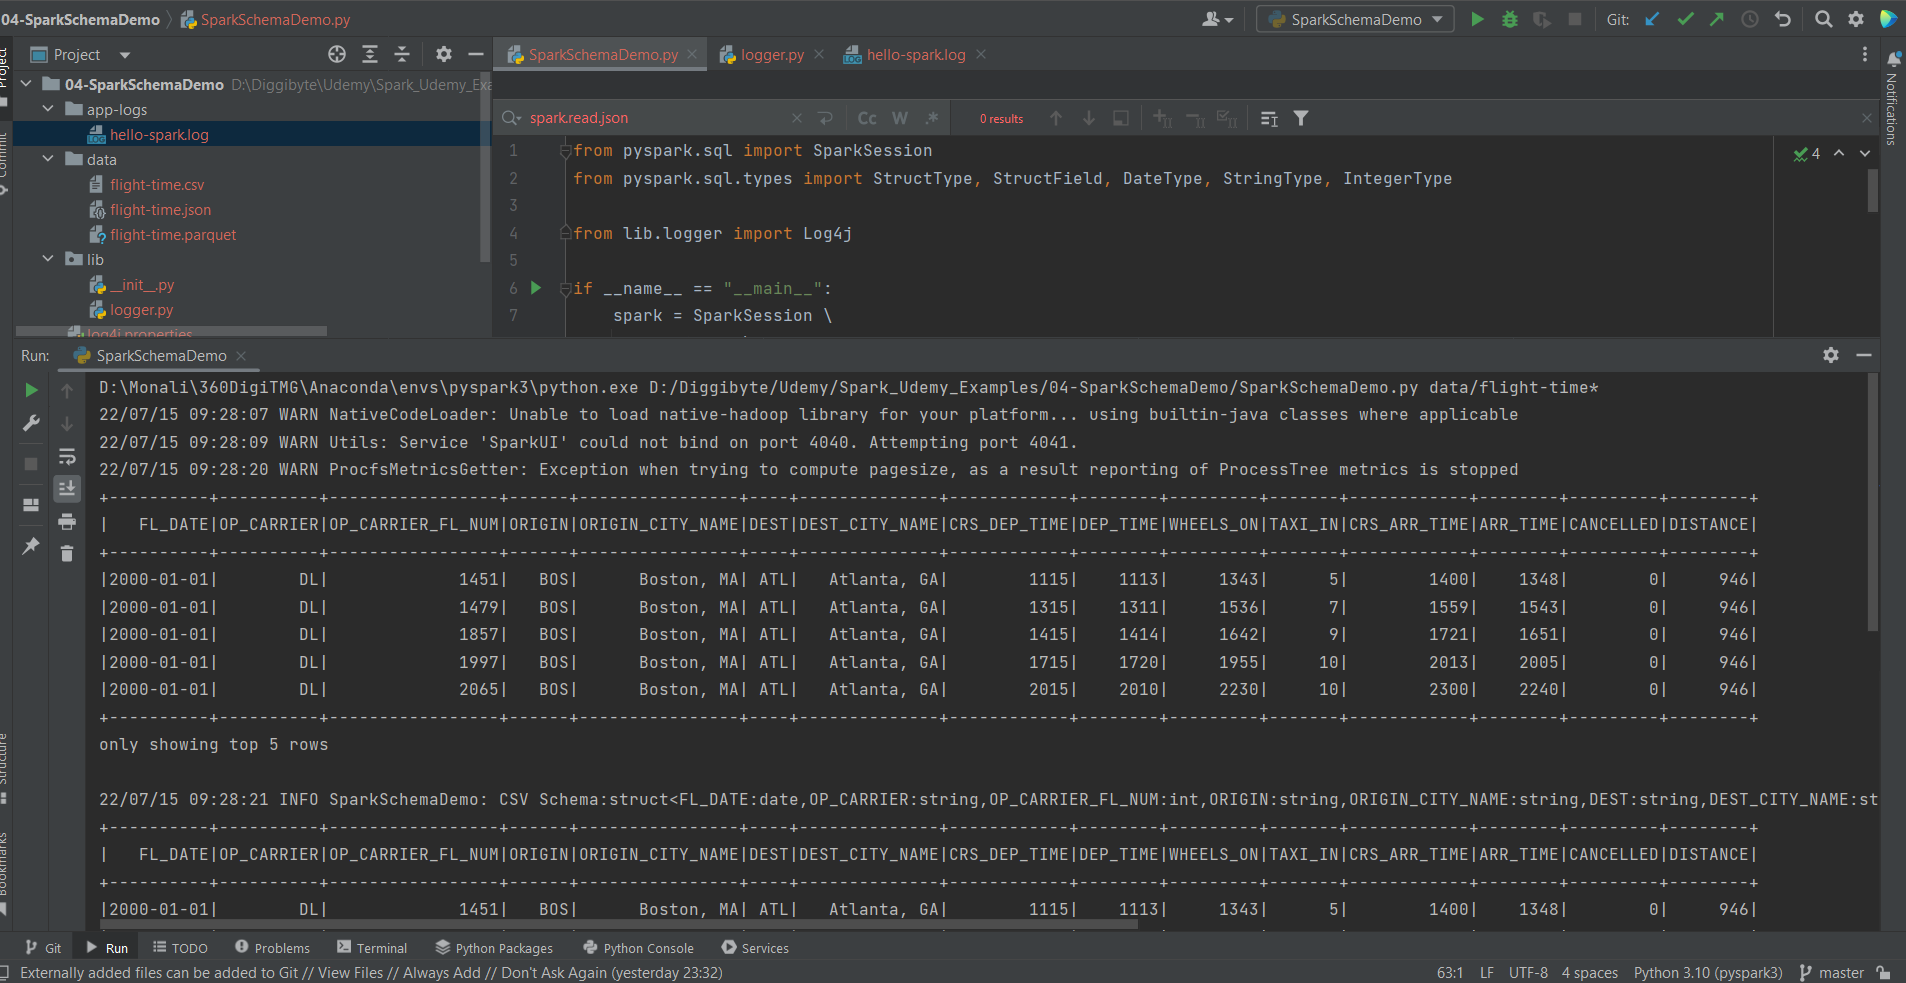 04-SparkSchemaDemo SparkSchemaDemo.py SparkSchemaDemo Git:
Project SparkSchemaDemo.py logger.py hello-spark.log
Project
Commit
Structure
Bookmarks
Notifications
04-SparkSchemaDemo D:\Diggibyte\Udemy\Spark_Udemy_Exa
app-logs
hello-spark.log
data
flight-time.csv
flight-time.json
flight-time.parquet
lib
__init__.py
logger.py
log4j.properties
spark.read.json Cc W .* 0 results
4
1 from pyspark.sql import SparkSession
2 from pyspark.sql.types import StructType, StructField, DateType, StringType, IntegerType
3
4 from lib.logger import Log4j
5
6 if __name__ == "__main__":
7 spark = SparkSession \
Run: SparkSchemaDemo
D:\Monali\360DigiTMG\Anaconda\envs\pyspark3\python.exe D:/Diggibyte/Udemy/Spark_Udemy_Examples/04-SparkSchemaDemo/SparkSchemaDemo.py data/flight-time*
22/07/15 09:28:07 WARN NativeCodeLoader: Unable to load native-hadoop library for your platform... using builtin-java classes where applicable
22/07/15 09:28:09 WARN Utils: Service 'SparkUI' could not bind on port 4040. Attempting port 4041.
22/07/15 09:28:20 WARN ProcfsMetricsGetter: Exception when trying to compute pagesize, as a result reporting of ProcessTree metrics is stopped
+----------+----------+-----------------+------+----------------+----+--------------+------------+--------+---------+-------+------------+--------+---------+--------+
|   FL_DATE|OP_CARRIER|OP_CARRIER_FL_NUM|ORIGIN|ORIGIN_CITY_NAME|DEST|DEST_CITY_NAME|CRS_DEP_TIME|DEP_TIME|WHEELS_ON|TAXI_IN|CRS_ARR_TIME|ARR_TIME|CANCELLED|DISTANCE|
+----------+----------+-----------------+------+----------------+----+--------------+------------+--------+---------+-------+------------+--------+---------+--------+
|2000-01-01|        DL|             1451|   BOS|      Boston, MA| ATL|   Atlanta, GA|        1115|    1113|     1343|      5|        1400|    1348|        0|     946|
|2000-01-01|        DL|             1479|   BOS|      Boston, MA| ATL|   Atlanta, GA|        1315|    1311|     1536|      7|        1559|    1543|        0|     946|
|2000-01-01|        DL|             1857|   BOS|      Boston, MA| ATL|   Atlanta, GA|        1415|    1414|     1642|      9|        1721|    1651|        0|     946|
|2000-01-01|        DL|             1997|   BOS|      Boston, MA| ATL|   Atlanta, GA|        1715|    1720|     1955|     10|        2013|    2005|        0|     946|
|2000-01-01|        DL|             2065|   BOS|      Boston, MA| ATL|   Atlanta, GA|        2015|    2010|     2230|     10|        2300|    2240|        0|     946|
+----------+----------+-----------------+------+----------------+----+--------------+------------+--------+---------+-------+------------+--------+---------+--------+
only showing top 5 rows
22/07/15 09:28:21 INFO SparkSchemaDemo: CSV Schema:struct<FL_DATE:date,OP_CARRIER:string,OP_CARRIER_FL_NUM:int,ORIGIN:string,ORIGIN_CITY_NAME:string,DEST:string,DEST_CITY_NAME:st
+----------+----------+-----------------+------+----------------+----+--------------+------------+--------+---------+-------+------------+--------+---------+--------+
|   FL_DATE|OP_CARRIER|OP_CARRIER_FL_NUM|ORIGIN|ORIGIN_CITY_NAME|DEST|DEST_CITY_NAME|CRS_DEP_TIME|DEP_TIME|WHEELS_ON|TAXI_IN|CRS_ARR_TIME|ARR_TIME|CANCELLED|DISTANCE|
+----------+----------+-----------------+------+----------------+----+--------------+------------+--------+---------+-------+------------+--------+---------+--------+
|2000-01-01|        DL|             1451|   BOS|      Boston, MA| ATL|   Atlanta, GA|        1115|    1113|     1343|      5|        1400|    1348|        0|     946|
Git Run TODO Problems Terminal Python Packages Python Console Services
Externally added files can be added to Git // View Files // Always Add // Don't Ask Again (yesterday 23:32) 63:1 LF UTF-8 4 spaces Python 3.10 (pyspark3) master